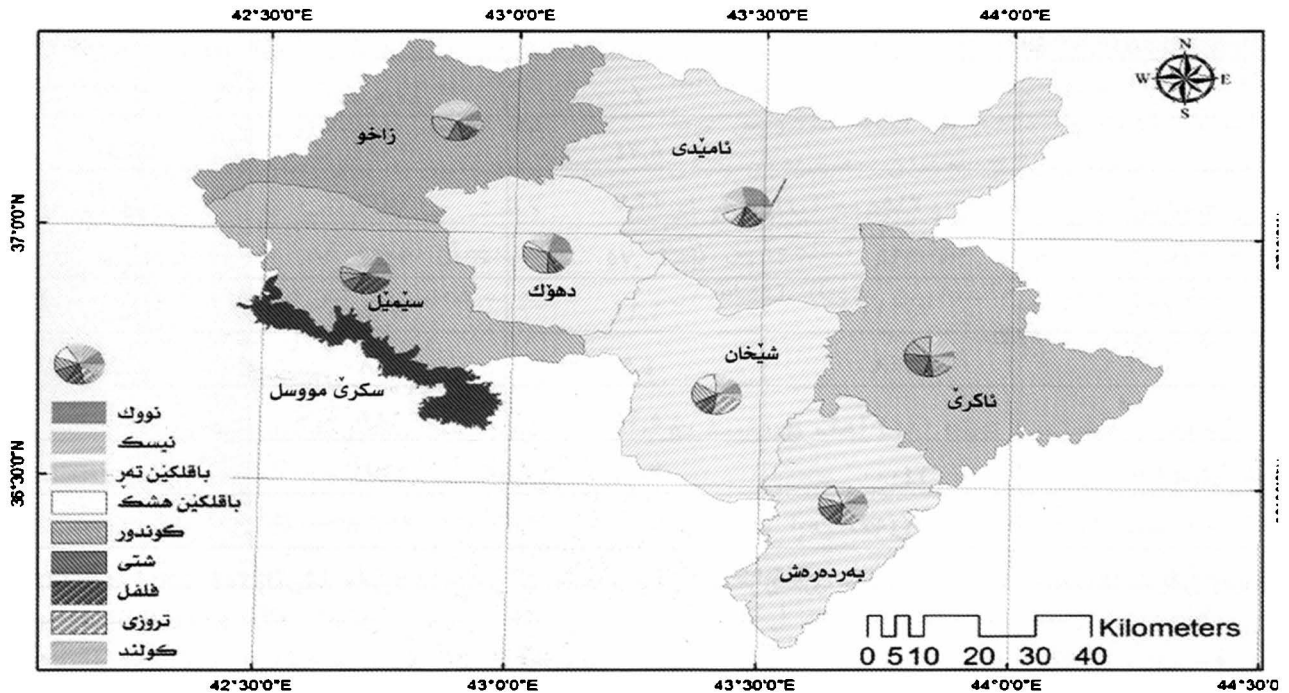 42°30'0"E 43°0'0"E 43°30'0"E 44°0'0"E
N
W E
S
زاخو
ئامێدی
37°0'0"N
دهۆك
سێمێل
شێخان
ئاكرێ
سكرێ مووسل
نووك
نیسك
باقلكێن تەڕ
باقلكێن هشك
كوندور
شتی
فلفل
تروزی
كولند
36°30'0"N
بەردەرەش
Kilometers
0 5 10 20 30 40
42°30'0"E 43°0'0"E 43°30'0"E 44°0'0"E 44°30'0